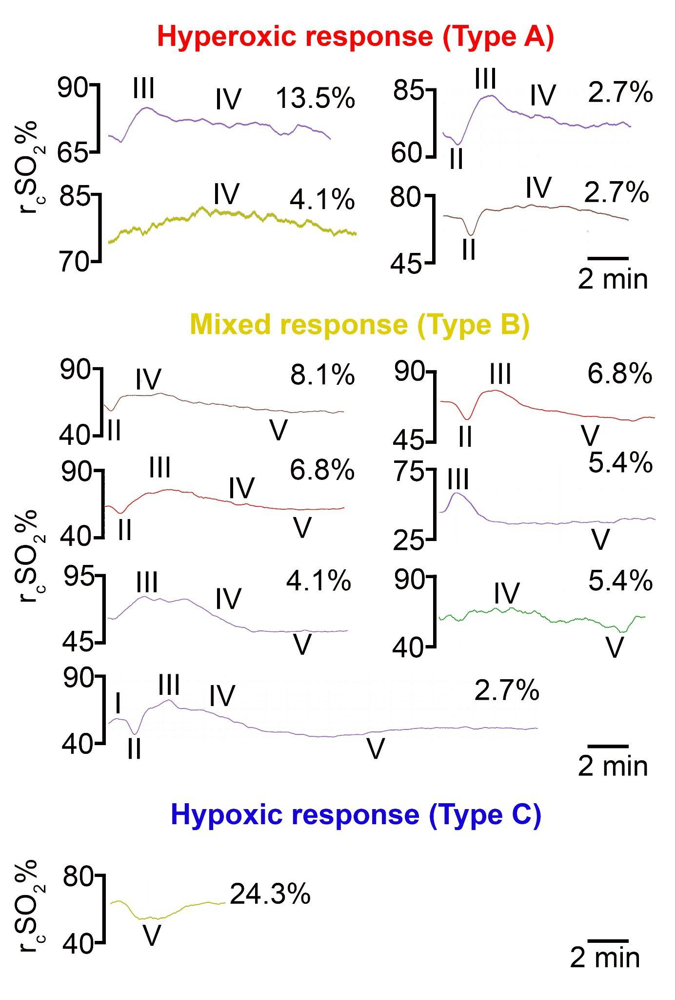 Hyperoxic response (Type A)
rcSO2%
90
65
III
IV
13.5%
85
60
III
II
IV
2.7%
85
70
IV
4.1%
80
45
II
IV
2.7%
2 min
Mixed response (Type B)
rcSO2%
90
40
II
IV
V
8.1%
90
45
II
III
V
6.8%
90
40
II
III
IV
V
6.8%
75
25
III
V
5.4%
95
45
III
IV
V
4.1%
90
40
IV
V
5.4%
90
40
I
II
III
IV
V
2.7%
2 min
Hypoxic response (Type C)
rcSO2%
80
40
V
24.3%
2 min